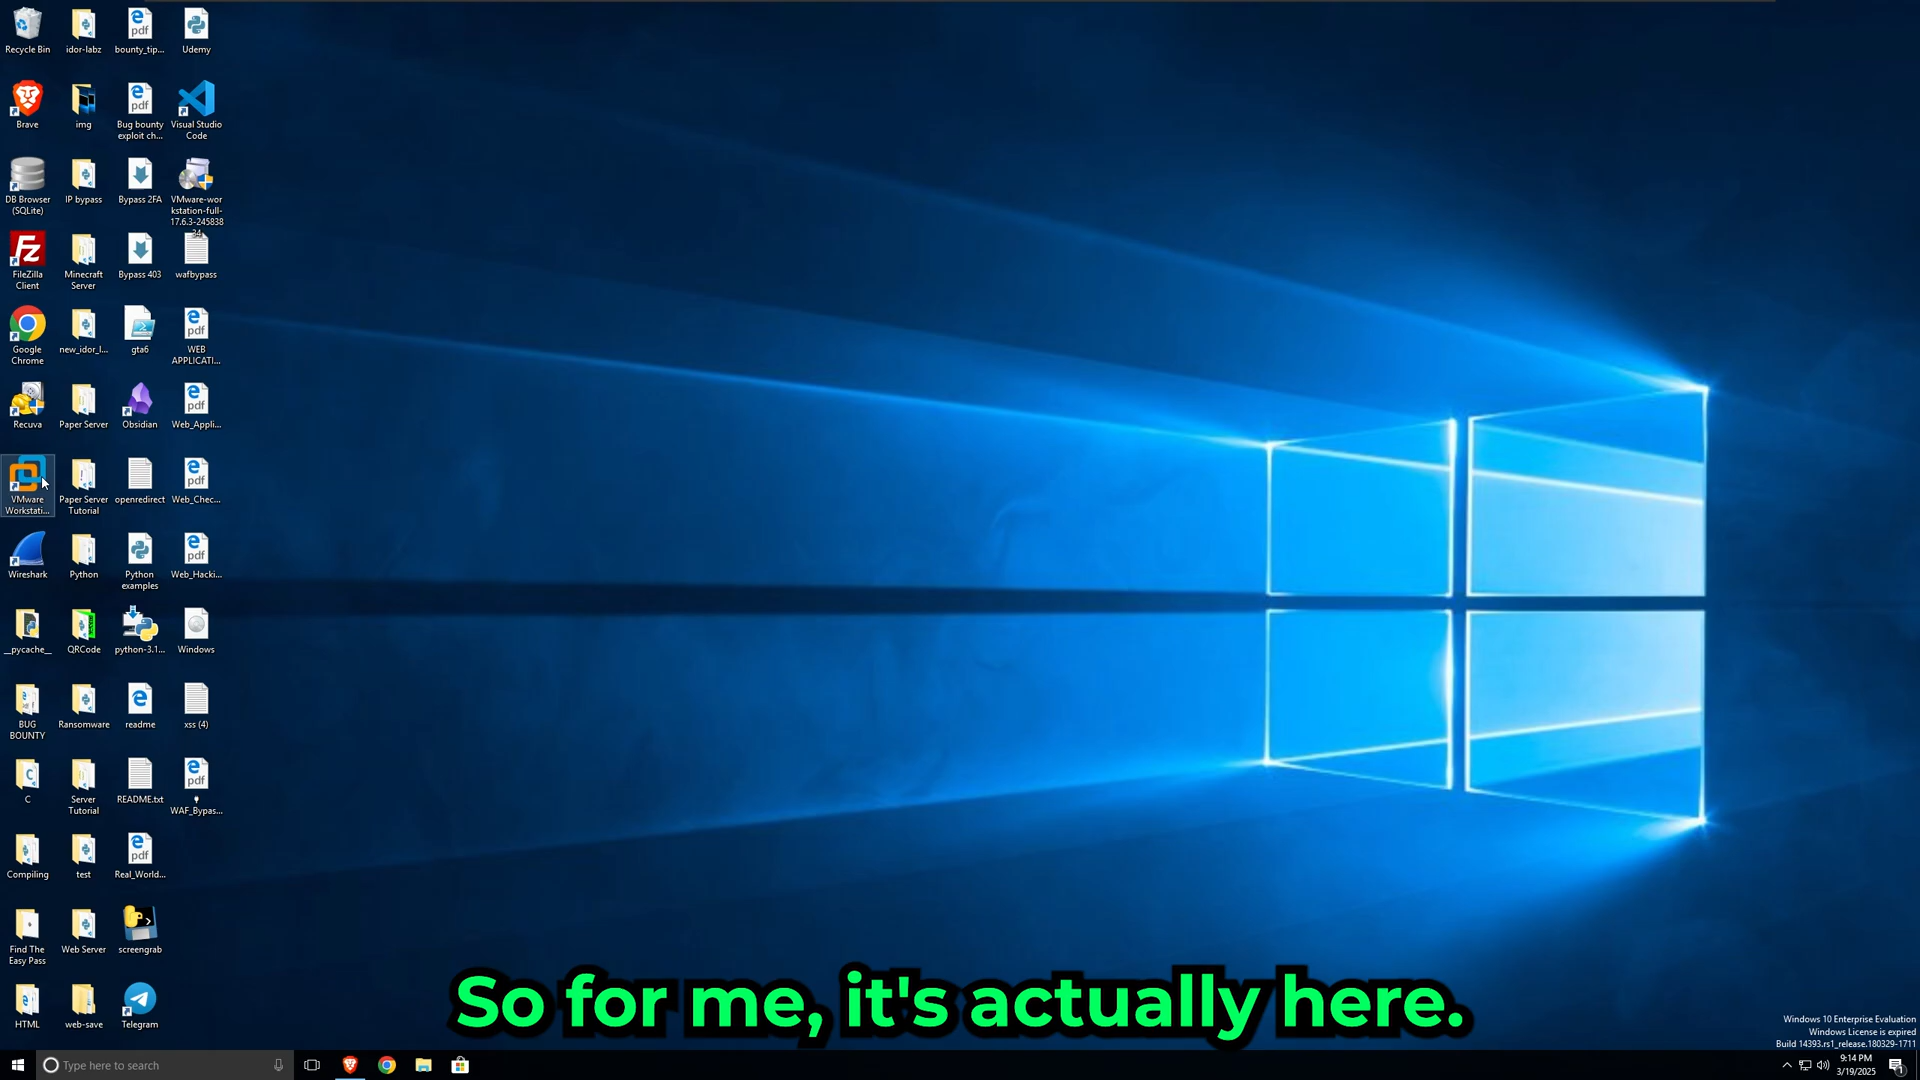 Recycle Bin
idor-labz
bounty_tip...
Udemy
Brave
img
Bug bounty
exploit ch...
Visual Studio
Code
DB Browser
(SQLite)
IP bypass
Bypass 2FA
VMware-wor
kstation-full-
17.6.3-245838
34
FileZilla
Client
Minecraft
Server
Bypass 403
wafbypass
Google
Chrome
new_idor_l...
gta6
WEB
APPLICATI...
Recuva
Paper Server
Obsidian
Web_Appli...
VMware
Workstati...
Paper Server
Tutorial
openredirect
Web_Chec...
Wireshark
Python
Python
examples
Web_Hacki...
__pycache__
QRCode
python-3.1...
Windows
BUG
BOUNTY
Ransomware
readme
xss (4)
C
Server
Tutorial
README.txt
WAF_Bypas...
Compiling
test
Real_World...
Find The
Easy Pass
Web Server
screengrab
HTML
web-save
Telegram
So for me, it's actually here.
Windows 10 Enterprise Evaluation
Windows License is expired
Build 14393.rs1_release.180329-1711
Type here to search
9:14 PM
3/19/2025